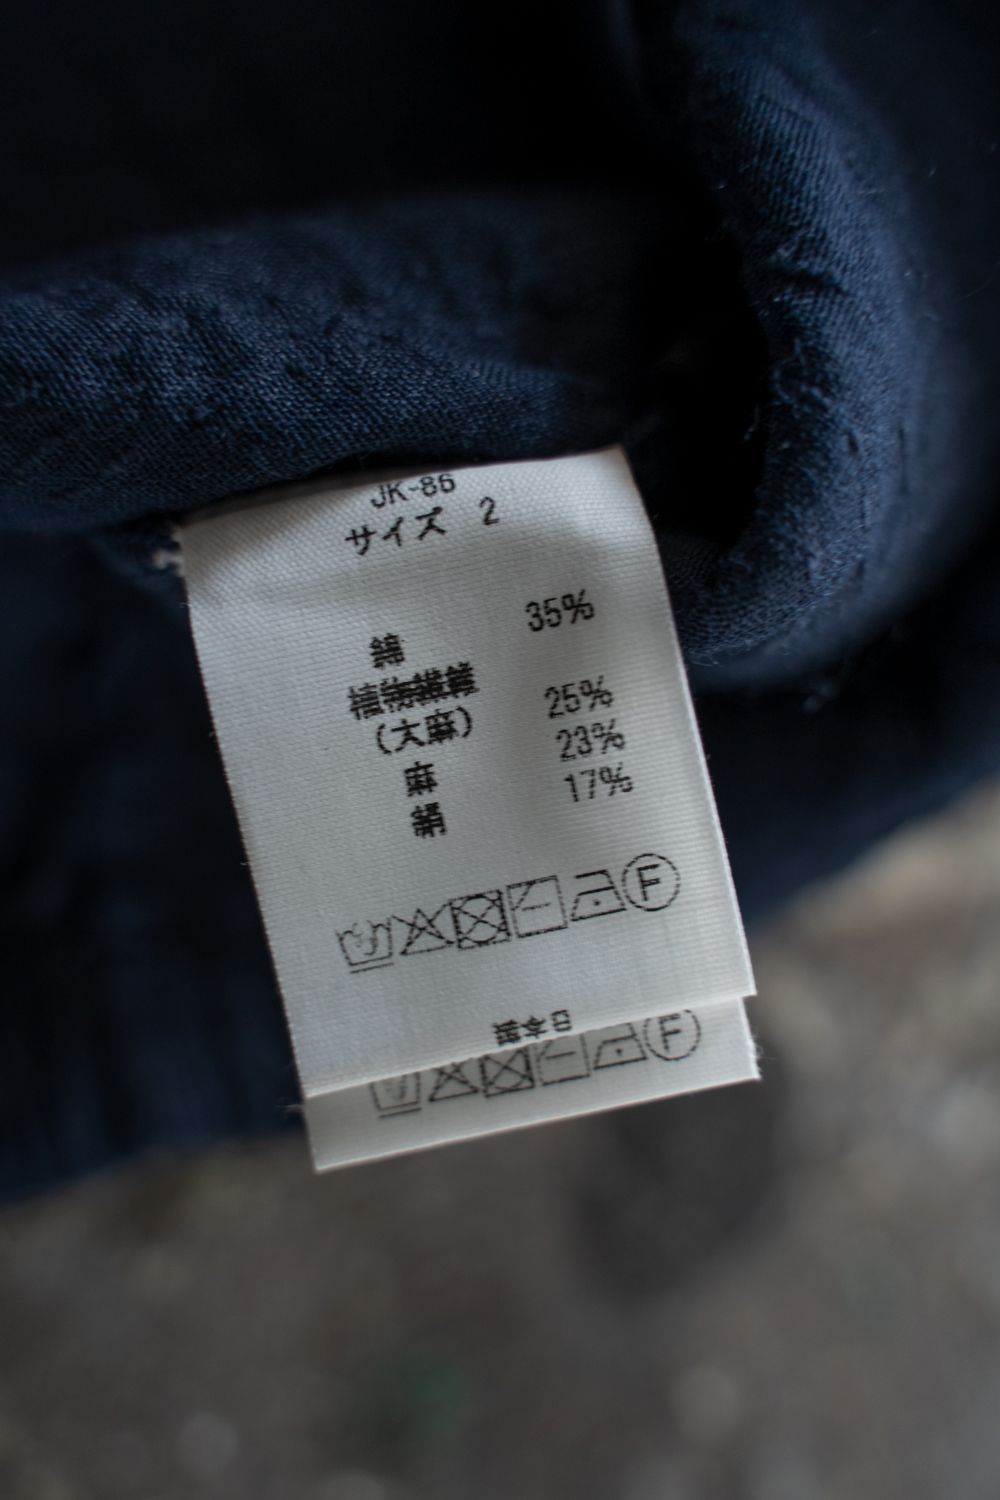 JK-86
サイズ 2
綿 35%
植物繊維
(大麻) 25%
麻 23%
絹 17%
F
F